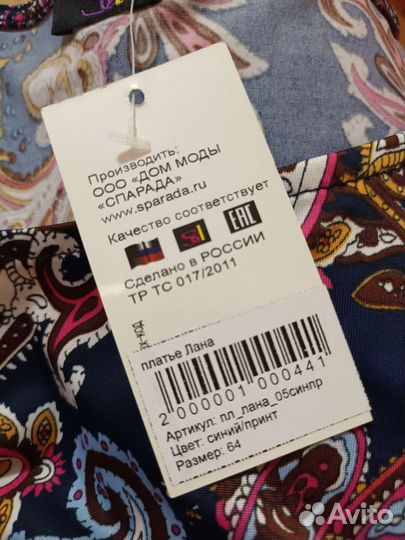 Производить:
ООО «ДОМ МОДЫ
«СПАРАДА»
www.sparada.ru
Качество соответствует
EAC
Сделано в РОССИИ
ТР ТС 017/2011
платье Лана
2 000001 000441
Артикул: пл_лана_05синпр
Цвет: синий/принт
Размер: 64
Avito